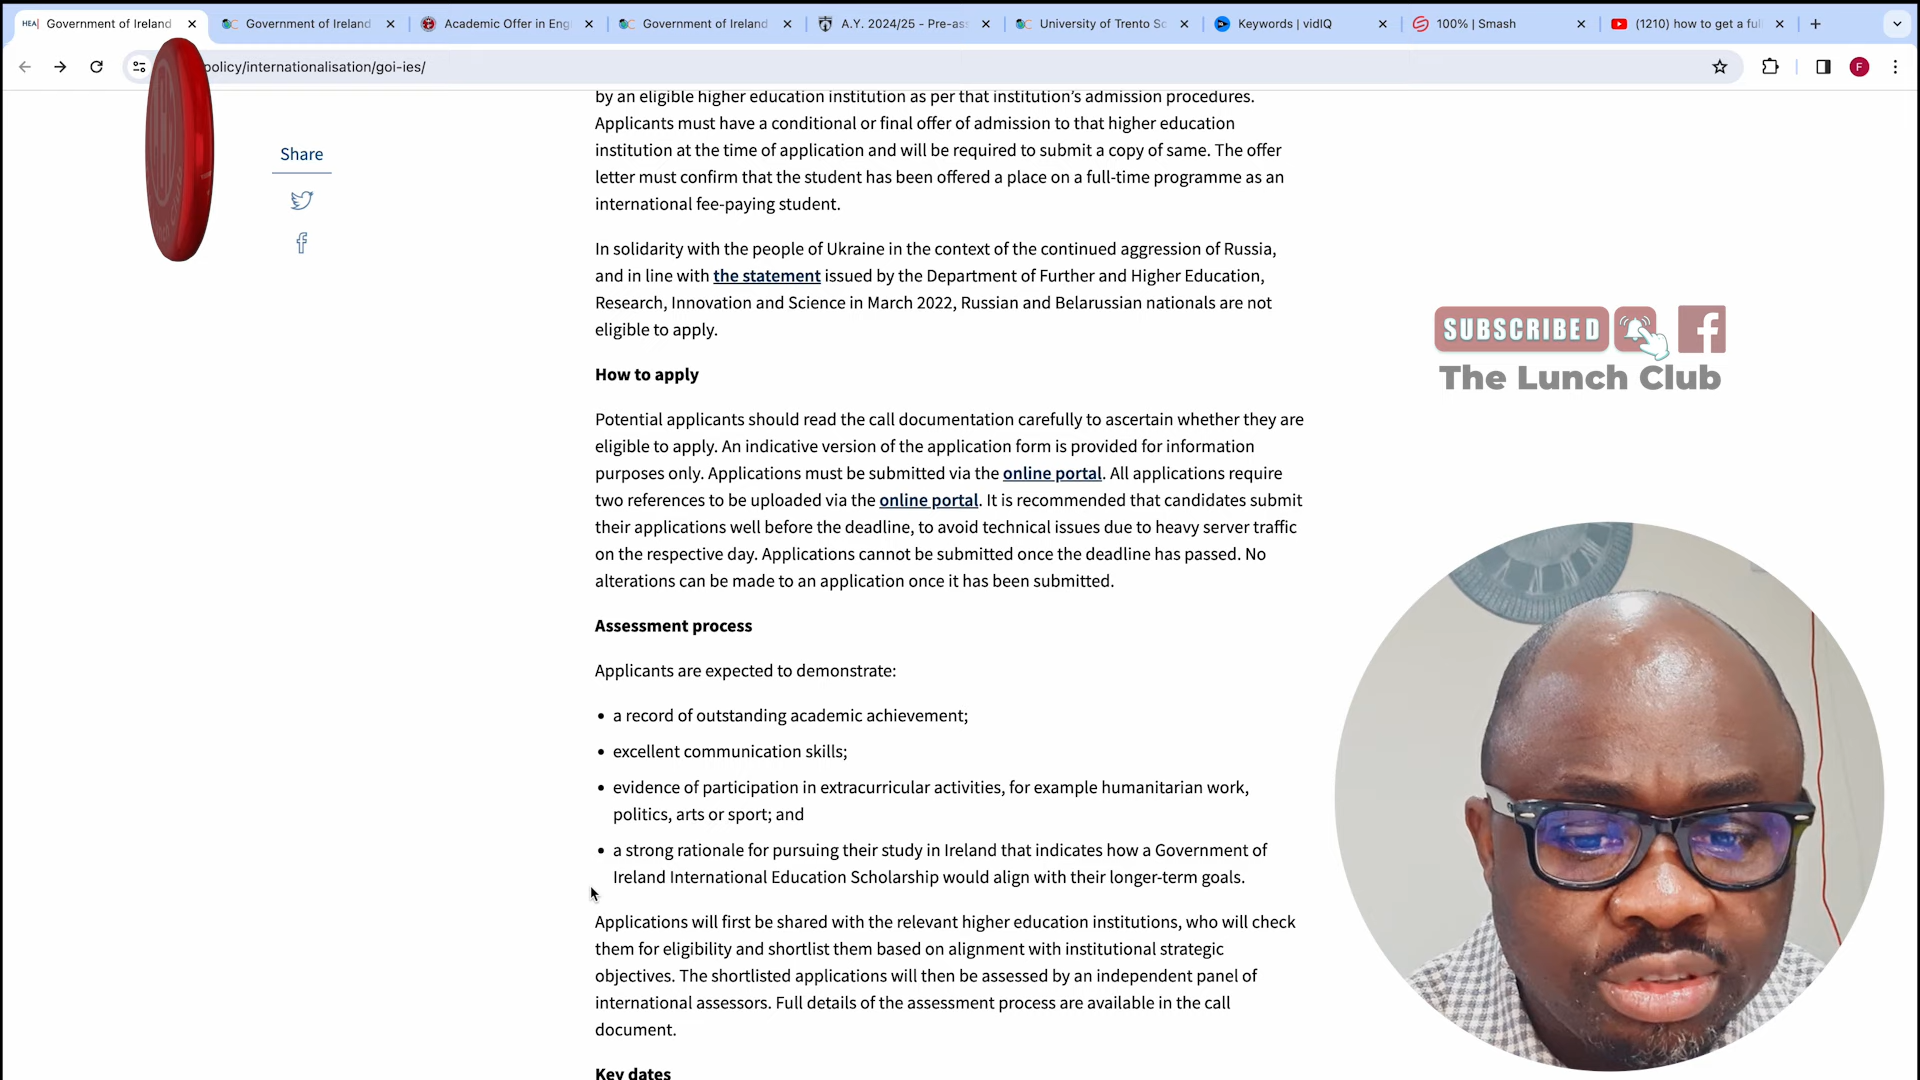 HEA| Government of Ireland
Government of Ireland
Academic Offer in Eng
Government of Ireland
A.Y. 2024/25 - Pre-ass
University of Trento Sc
Keywords | vidIQ
100% | Smash
(1210) how to get a ful
policy/internationalisation/goi-ies/
F
Share
by an eligible higher education institution as per that institution's admission procedures.
Applicants must have a conditional or final offer of admission to that higher education
institution at the time of application and will be required to submit a copy of same. The offer
letter must confirm that the student has been offered a place on a full-time programme as an
international fee-paying student.
In solidarity with the people of Ukraine in the context of the continued aggression of Russia,
and in line with the statement issued by the Department of Further and Higher Education,
Research, Innovation and Science in March 2022, Russian and Belarussian nationals are not
eligible to apply.
SUBSCRIBED
The Lunch Club
How to apply
Potential applicants should read the call documentation carefully to ascertain whether they are
eligible to apply. An indicative version of the application form is provided for information
purposes only. Applications must be submitted via the online portal. All applications require
two references to be uploaded via the online portal. It is recommended that candidates submit
their applications well before the deadline, to avoid technical issues due to heavy server traffic
on the respective day. Applications cannot be submitted once the deadline has passed. No
alterations can be made to an application once it has been submitted.
Assessment process
Applicants are expected to demonstrate:
• a record of outstanding academic achievement;
• excellent communication skills;
• evidence of participation in extracurricular activities, for example humanitarian work,
politics, arts or sport; and
• a strong rationale for pursuing their study in Ireland that indicates how a Government of
Ireland International Education Scholarship would align with their longer-term goals.
Applications will first be shared with the relevant higher education institutions, who will check
them for eligibility and shortlist them based on alignment with institutional strategic
objectives. The shortlisted applications will then be assessed by an independent panel of
international assessors. Full details of the assessment process are available in the call
document.
Key dates